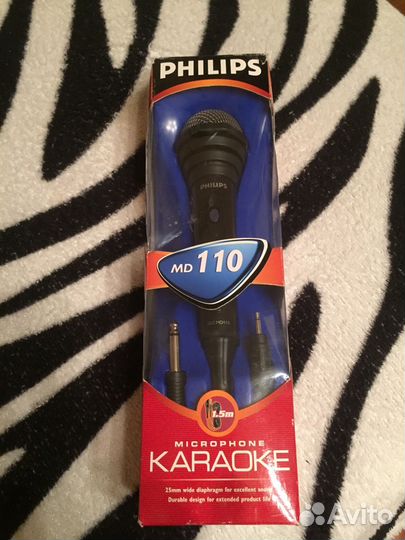 PHILIPS
PHILIPS
MD 110
1.5m
MICROPHONE
KARAOKE
25mm wide diaphragm for excellent sound
Durable design for extended product life
Avito